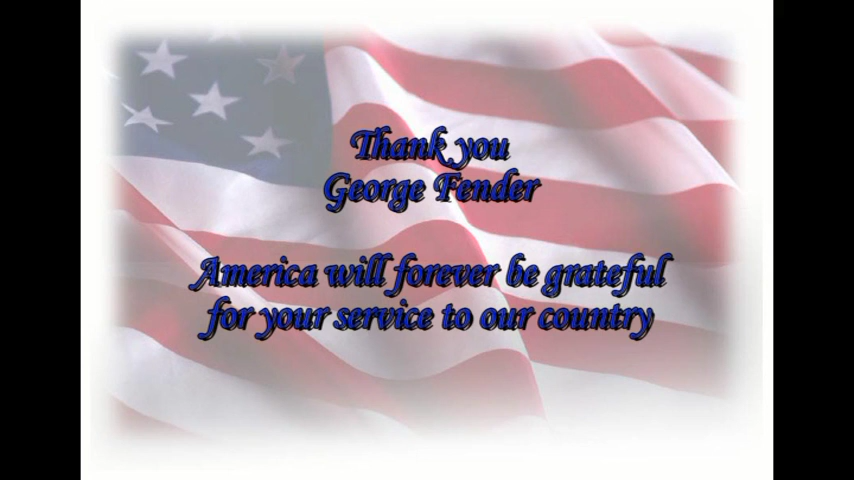 Thank you
George Fender
America will forever be grateful
for your service to our country